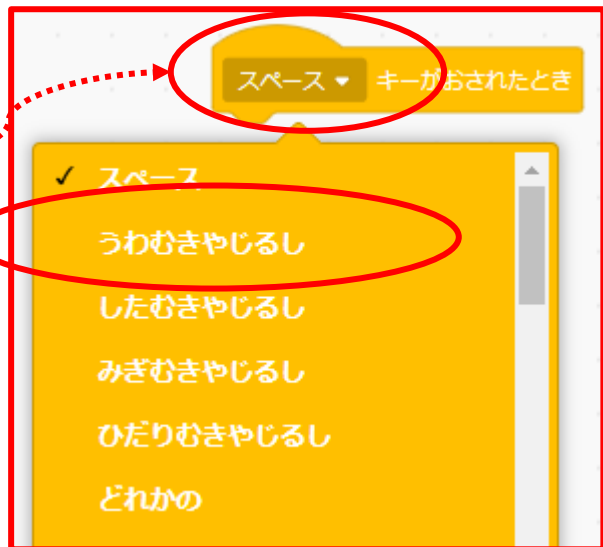 スペース キーがおされたとき
スペース
うわむきやじるし
したむきやじるし
みぎむきやじるし
ひだりむきやじるし
どれかの